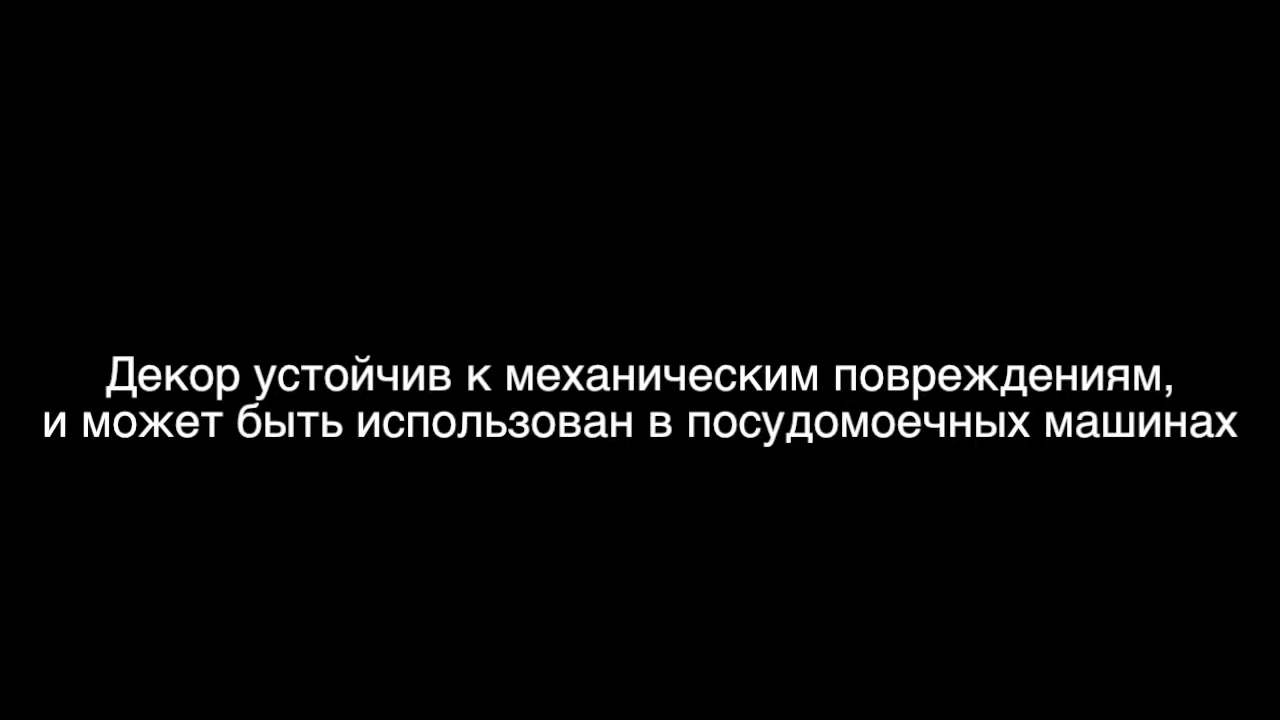 Декор устойчив к механическим повреждениям,
и может быть использован в посудомоечных машинах